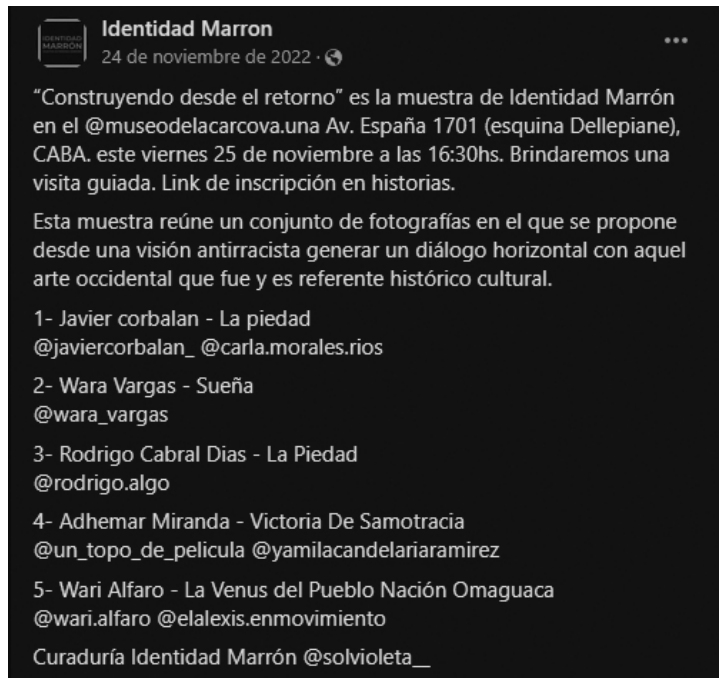 IDENTIDAD
MARRÓN
Identidad Marron
24 de noviembre de 2022 ·
“Construyendo desde el retorno” es la muestra de Identidad Marrón
en el @museodelacarcova.una Av. España 1701 (esquina Dellepiane),
CABA. este viernes 25 de noviembre a las 16:30hs. Brindaremos una
visita guiada. Link de inscripción en historias.
Esta muestra reúne un conjunto de fotografías en el que se propone
desde una visión antirracista generar un diálogo horizontal con aquel
arte occidental que fue y es referente histórico cultural.
1- Javier corbalan - La piedad
@javiercorbalan_ @carla.morales.rios
2- Wara Vargas - Sueña
@wara_vargas
3- Rodrigo Cabral Dias - La Piedad
@rodrigo.algo
4- Adhemar Miranda - Victoria De Samotracia
@un_topo_de_pelicula @yamilacandelariaramirez
5- Wari Alfaro - La Venus del Pueblo Nación Omaguaca
@wari.alfaro @elalexis.enmovimiento
Curaduría Identidad Marrón @solvioleta__